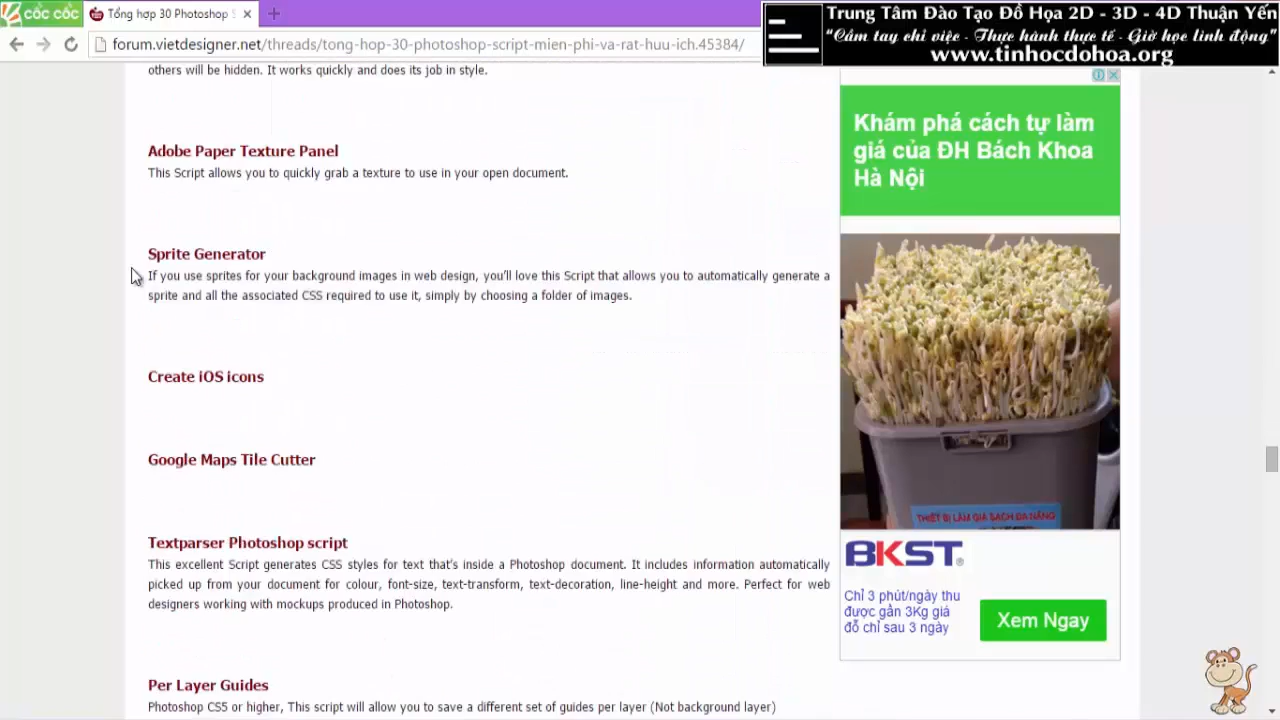 cốc cốc
Tổng hợp 30 Photoshop
Trung Tâm Đào Tạo Đồ Họa 2D - 3D - 4D Thuận Yến
“Cầm tay chỉ việc - Thực hành thực tế - Giờ học linh động”
www.tinhocdohoa.org
forum.vietdesigner.net/threads/tong-hop-30-photoshop-script-mien-phi-va-rat-huu-ich.45384/
others will be hidden. It works quickly and does its job in style.
Adobe Paper Texture Panel
This Script allows you to quickly grab a texture to use in your open document.
Sprite Generator
If you use sprites for your background images in web design, you’ll love this Script that allows you to automatically generate a
sprite and all the associated CSS required to use it, simply by choosing a folder of images.
Create iOS icons
Google Maps Tile Cutter
Textparser Photoshop script
This excellent Script generates CSS styles for text that’s inside a Photoshop document. It includes information automatically
picked up from your document for colour, font-size, text-transform, text-decoration, line-height and more. Perfect for web
designers working with mockups produced in Photoshop.
Per Layer Guides
Photoshop CS5 or higher, This script will allow you to save a different set of guides per layer (Not background layer)
Khám phá cách tự làm
giá của ĐH Bách Khoa
Hà Nội
THIẾT BỊ LÀM GIÁ SẠCH ĐA NĂNG
BKST®
Chỉ 3 phút/ngày thu
được gần 3Kg giá
đỗ chỉ sau 3 ngày
Xem Ngay